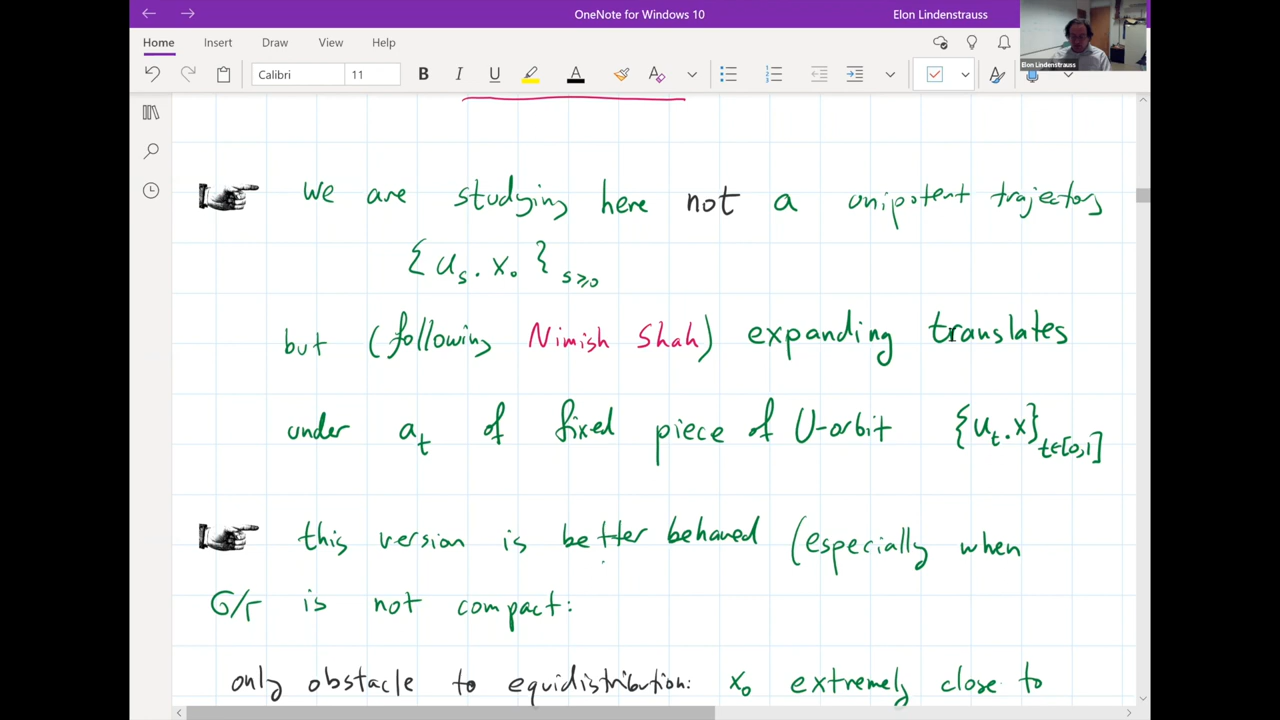 OneNote for Windows 10
Elon Lindenstrauss
Home Insert Draw View Help
Elon Lindenstrauss
Calibri 11 B I U A
we are studying here not a unipotent trajectory
{u_s . x_0}_{s≥0}
but (following Nimish Shah) expanding translates
under a_t of fixed piece of U-orbit {u_t . x}_{t∈[0,1]}
this version is better behaved (especially when
G/Γ is not compact:
only obstacle to equidistribution: x_0 extremely close to